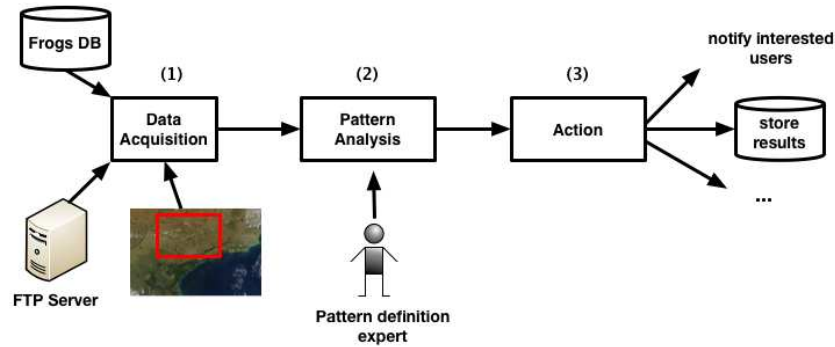 Frogs DB
(1)
(2)
(3)
notify interested
users
Data
Acquisition
Pattern
Analysis
Action
store
results
...
FTP Server
Pattern definition
expert